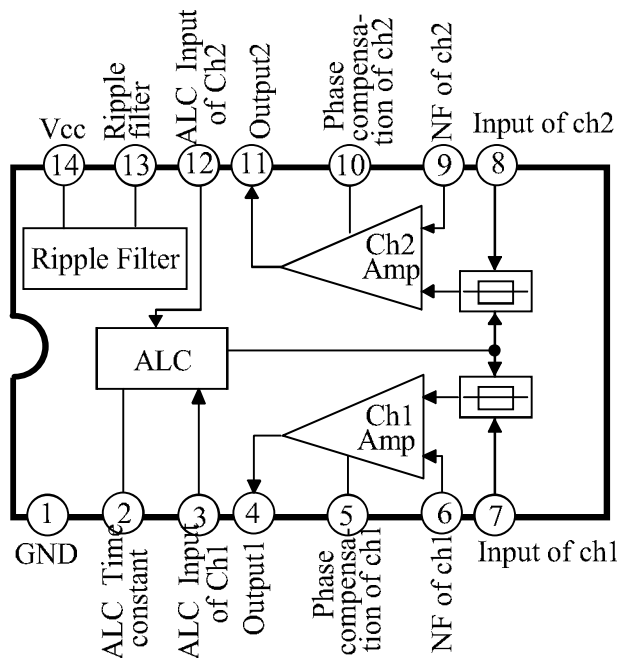 Vcc
Ripple
filter
ALC Input
of Ch2
Output2
Phase
compensa-
tion of ch2
NF of ch2
Input of ch2
14
13
12
11
10
9
8
Ripple Filter
Ch2
Amp
ALC
Ch1
Amp
1
2
3
4
5
6
7
GND
ALC Time
constant
ALC Input
of Ch1
Output1
Phase
compensa-
tion of ch1
NF of ch1
Input of ch1